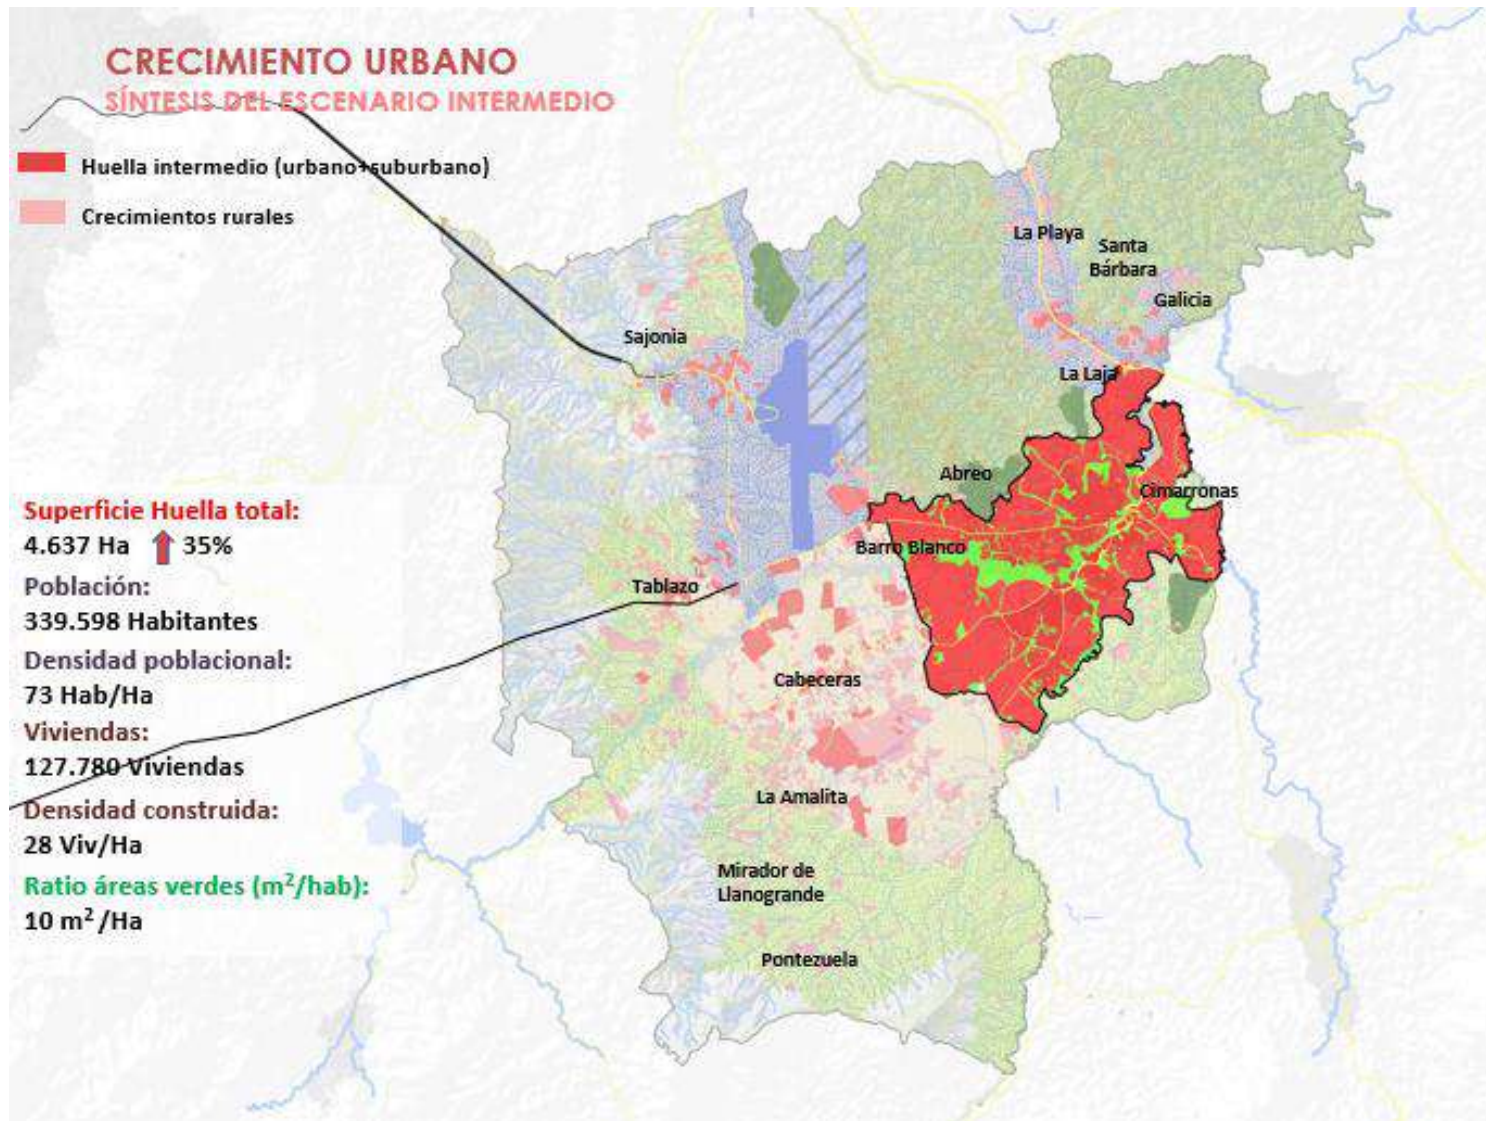 CRECIMIENTO URBANO
SÍNTESIS DEL ESCENARIO INTERMEDIO
Huella intermedio (urbano+suburbano)
Crecimientos rurales
Superficie Huella total:
4.637 Ha 35%
Población:
339.598 Habitantes
Densidad poblacional:
73 Hab/Ha
Viviendas:
127.780 Viviendas
Densidad construida:
28 Viv/Ha
Ratio áreas verdes (m²/hab):
10 m² /Ha
La Playa
Santa
Bárbara
Galicia
Sajonia
La Laja
Abreo
Cimarronas
Barro Blanco
Tablazo
Cabeceras
La Amalita
Mirador de
Llanogrande
Pontezuela